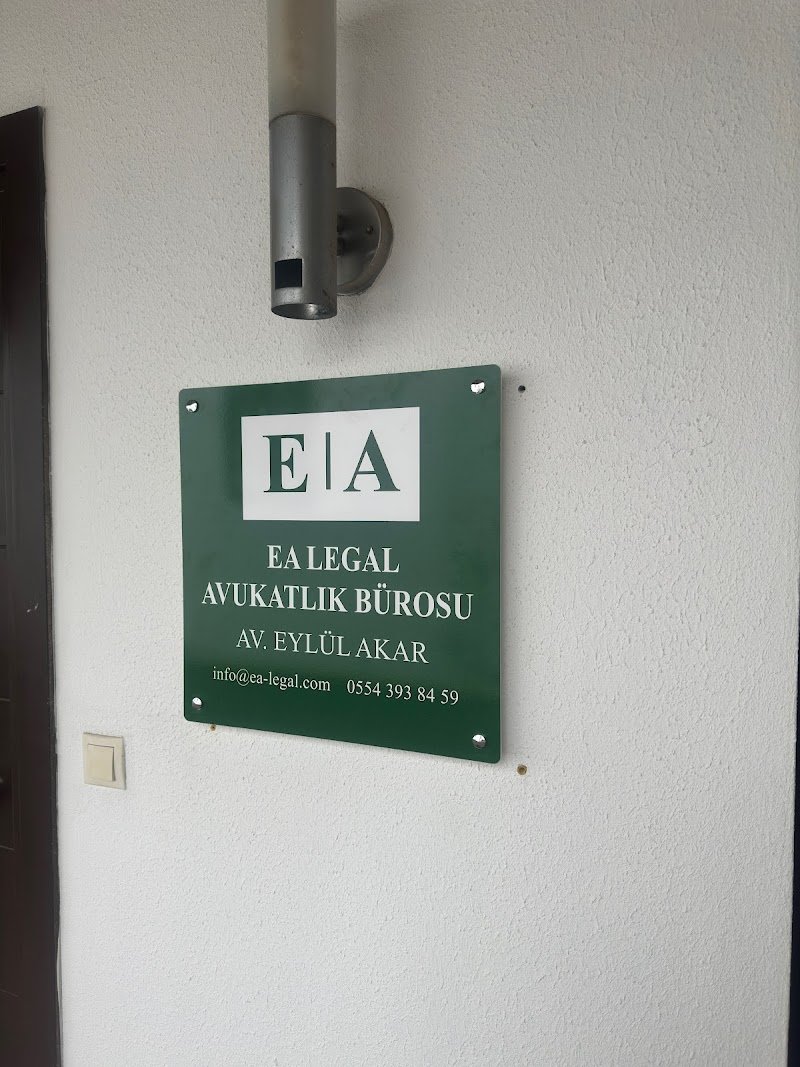 E|A
EA LEGAL
AVUKATLIK BÜROSU
AV. EYLÜL AKAR
info@ea-legal.com 0554 393 84 59